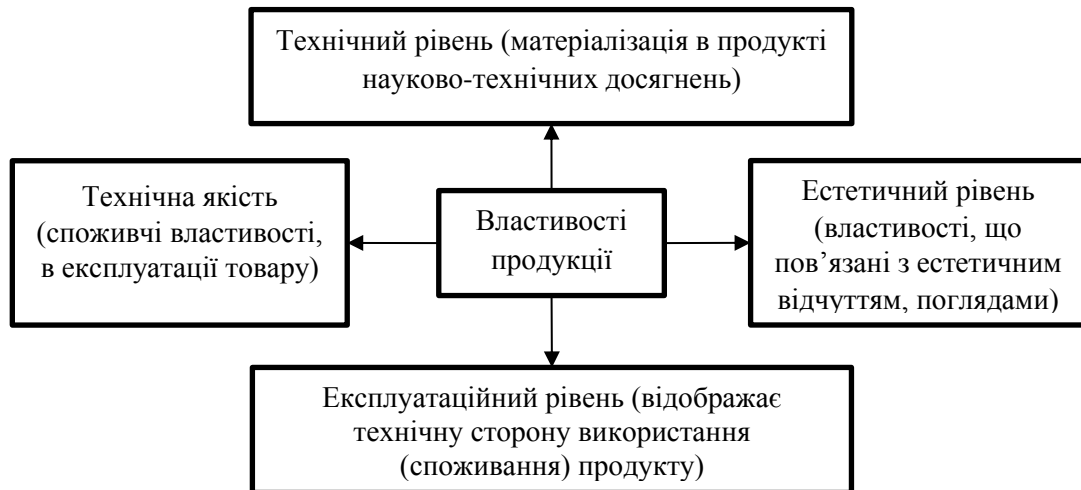 Технічний рівень (матеріалізація в продукті
науково-технічних досягнень)
Технічна якість
(споживчі властивості,
в експлуатації товару)
Властивості
продукції
Естетичний рівень
(властивості, що
пов’язані з естетичним
відчуттям, поглядами)
Експлуатаційний рівень (відображає
технічну сторону використання
(споживання) продукту)